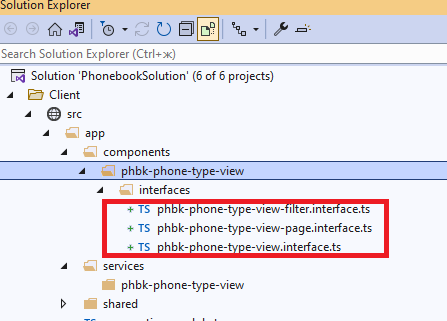 Solution Explorer
Search Solution Explorer (Ctrl+ж)
Solution 'PhonebookSolution' (6 of 6 projects)
Client
src
app
components
phbk-phone-type-view
interfaces
+ TS phbk-phone-type-view-filter.interface.ts
+ TS phbk-phone-type-view-page.interface.ts
+ TS phbk-phone-type-view.interface.ts
services
phbk-phone-type-view
shared